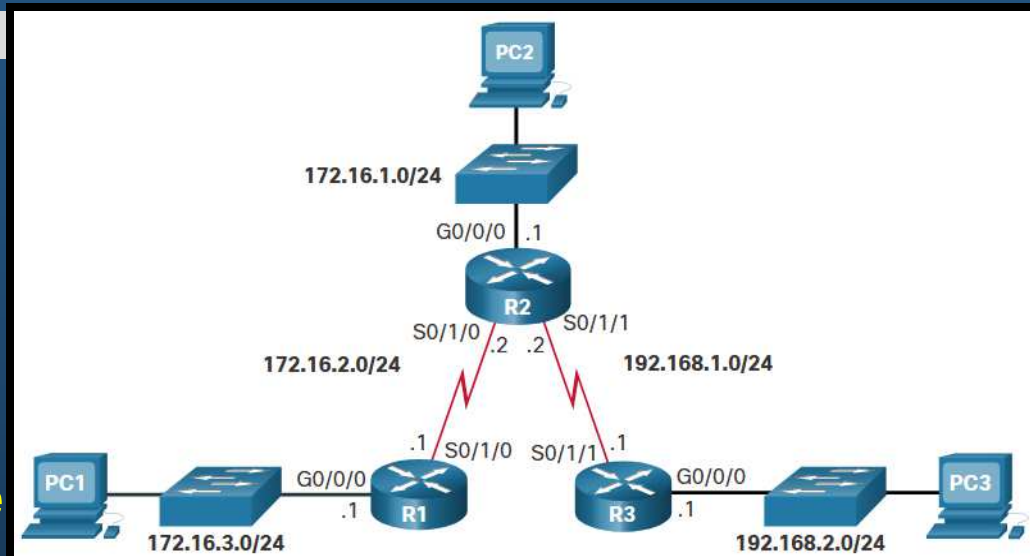 PC2
172.16.1.0/24
G0/0/0 .1
R2
S0/1/0 S0/1/1
.2 .2
172.16.2.0/24 192.168.1.0/24
.1 S0/1/0 S0/1/1 .1
PC1 G0/0/0 G0/0/0 PC3
.1 R1 R3 .1
172.16.3.0/24 192.168.2.0/24